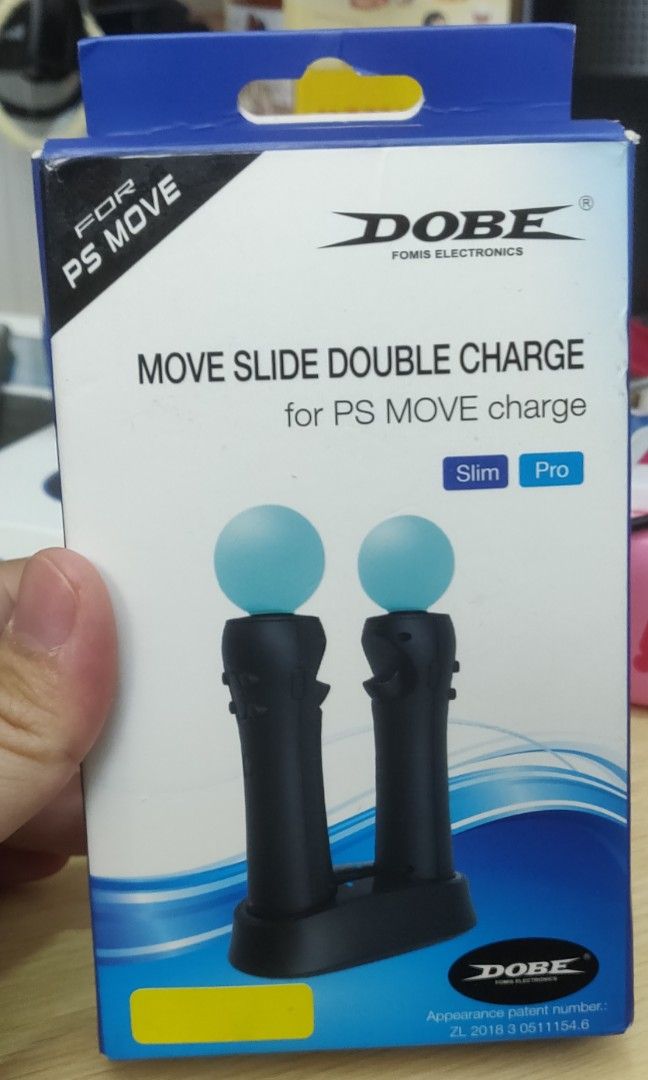 FOR
PS MOVE
DOBE®
FOMIS ELECTRONICS
MOVE SLIDE DOUBLE CHARGE
for PS MOVE charge
Slim Pro
DOBE
FOMIS ELECTRONICS
Appearance patent number.:
ZL 2018 3 0511154.6